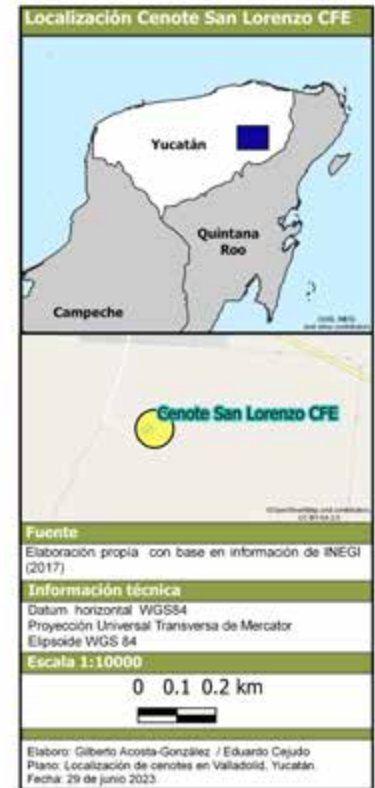 Localización Cenote San Lorenzo CFE
Yucatán
Quintana
Roo
Campeche
Cenote San Lorenzo CFE
Fuente
Elaboración propia con base en información de INEGI
(2017)
Información técnica
Datum horizontal WGS84
Proyección Universal Transversa de Mercator
Elipsoide WGS 84
Escala 1:10000
0 0.1 0.2 km
Elaboro: Gilberto Acosta-González / Eduardo Cejudo
Plano: Localización de cenotes en Valladolid, Yucatán.
Fecha: 29 de junio 2023